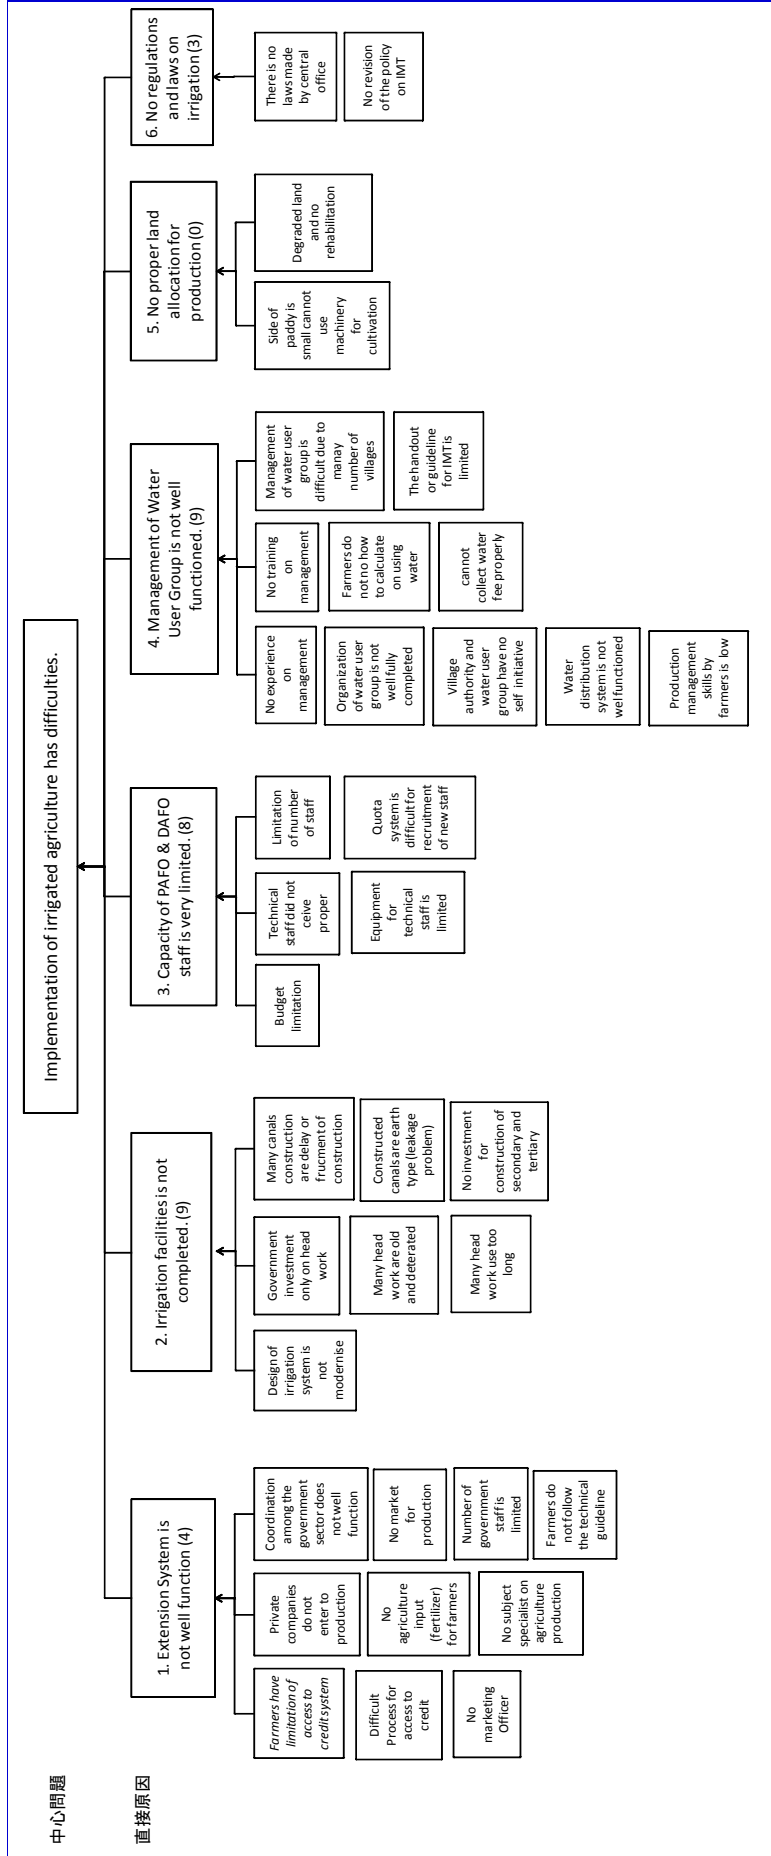 中心問題
Implementation of irrigated agriculture has difficulties.
直接原因
1. Extension System is
not well function (4)
Farmers have
limitation of
access to
credit system
Difficult
Process for
access to
credit
No
marketing
Officer
Private
companies
do not
enter to
production
No
agriculture
input
(fertilizer)
for farmers
No subject
specialist on
agriculture
production
Coordination
among the
government
sector does
not well
function
No market
for
production
Number of
government
staff is
limited
Farmers do
not follow
the technical
guideline
2. Irrigation facilities is not
completed. (9)
Design of
irrigation
system is
not
modernise
Government
investment
only on head
work
Many head
work are old
and deterated
Many head
work use too
long
Many canals
construction
are delay or
frucment of
construction
Constructed
canals are earth
type (leakage
problem)
No investment
for
construction of
secondary and
tertiary
3. Capacity of PAFO & DAFO
staff is very limited. (8)
Budget
limitation
Technical
staff did not
ceive
proper
Equipment
for
technical
staff is
limited
Limitation
of number
of staff
Quota
system is
difficult for
recruitment
of new staff
4. Management of Water
User Group is not well
functioned. (9)
No experience
on
management
Organization
of water user
group is not
well fully
completed
Village
authority and
water user
group have no
self initiative
Water
distribution
system is not
wel functioned
Production
management
skills by
farmers is low
No training
on
management
Farmers do
not no how
to calculate
on using
water
cannot
collect water
fee properly
Management
of water user
group is
difficult due to
manay
number of
villages
The handout
or guideline
for IMT is
limited
5. No proper land
allocation for
production (0)
Side of
paddy is
small cannot
use
machinery
for
cultivation
Degraded land
and no
rehabilitation
6. No regulations
and laws on
irrigation (3)
There is no
laws made
by central
office
No revision
of the policy
on IMT